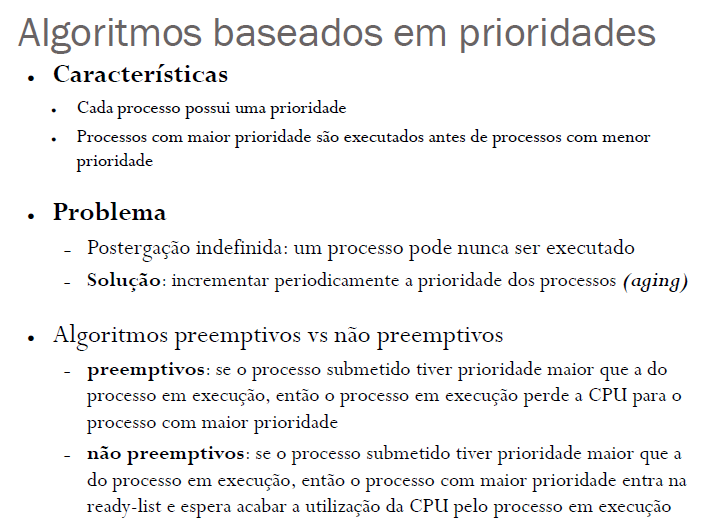 Algoritmos baseados em prioridades
• Características
• Cada processo possui uma prioridade
• Processos com maior prioridade são executados antes de processos com menor
prioridade
• Problema
– Postergação indefinida: um processo pode nunca ser executado
– Solução: incrementar periodicamente a prioridade dos processos (aging)
• Algoritmos preemptivos vs não preemptivos
– preemptivos: se o processo submetido tiver prioridade maior que a do
processo em execução, então o processo em execução perde a CPU para o
processo com maior prioridade
– não preemptivos: se o processo submetido tiver prioridade maior que a
do processo em execução, então o processo com maior prioridade entra na
ready-list e espera acabar a utilização da CPU pelo processo em execução